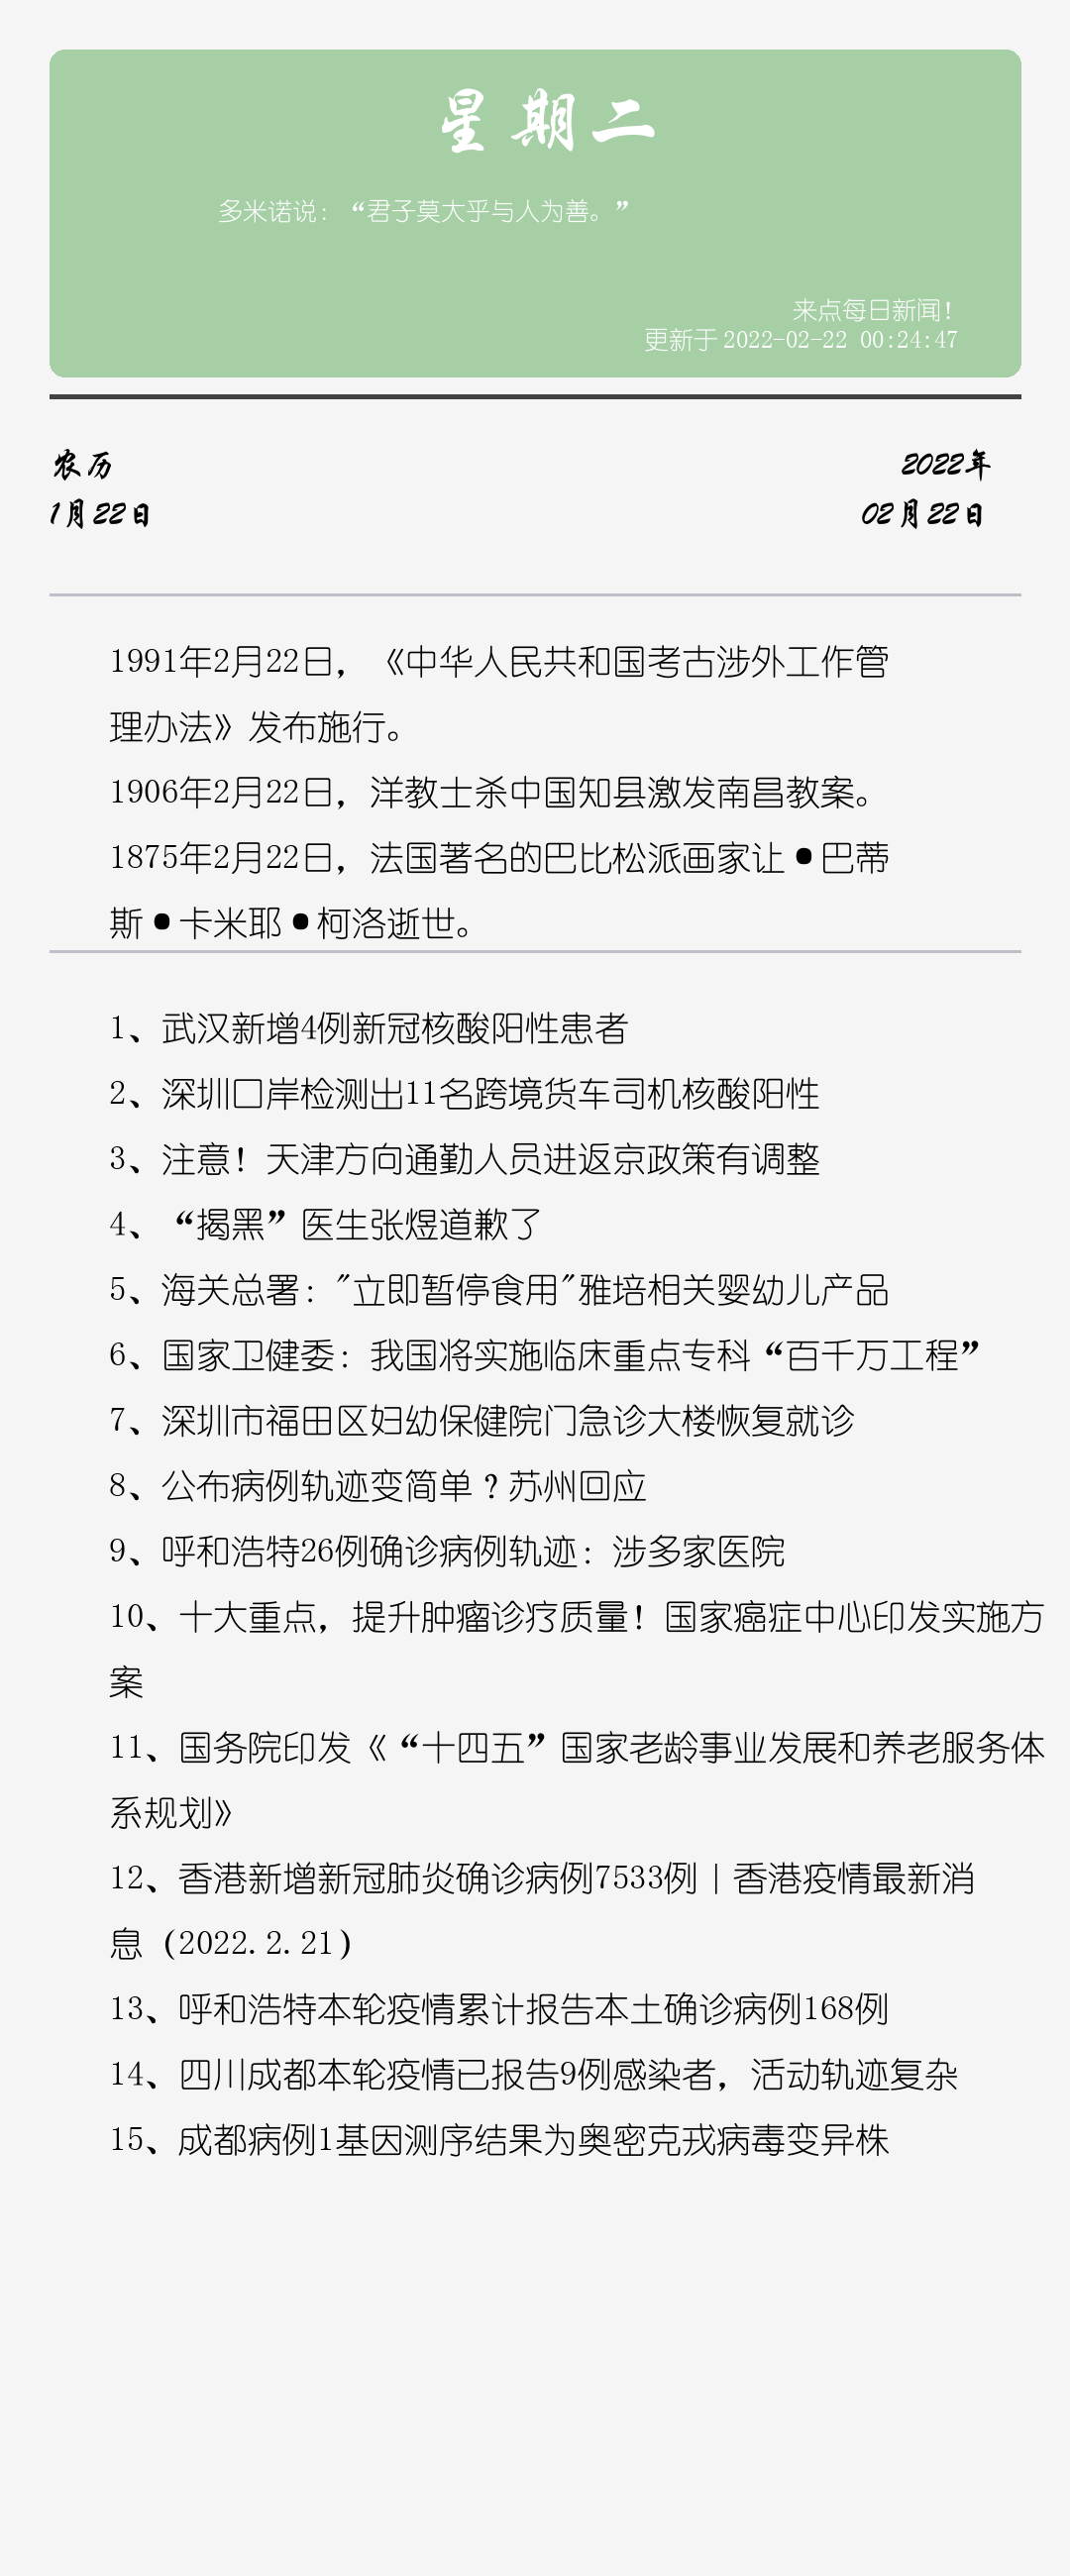 星期二
多米诺说：“君子莫大乎与人为善。”
来点每日新闻！
更新于 2022-02-22 00:24:47
农历
2022年
1月22日
02月22日
1991年2月22日，《中华人民共和国考古涉外工作管
理办法》发布施行。
1906年2月22日，洋教士杀中国知县激发南昌教案。
1875年2月22日，法国著名的巴比松派画家让•巴蒂
斯•卡米耶•柯洛逝世。
1、武汉新增4例新冠核酸阳性患者
2、深圳口岸检测出11名跨境货车司机核酸阳性
3、注意！天津方向通勤人员进返京政策有调整
4、“揭黑”医生张煜道歉了
5、海关总署："立即暂停食用"雅培相关婴幼儿产品
6、国家卫健委：我国将实施临床重点专科“百千万工程”
7、深圳市福田区妇幼保健院门急诊大楼恢复就诊
8、公布病例轨迹变简单？苏州回应
9、呼和浩特26例确诊病例轨迹：涉多家医院
10、十大重点，提升肿瘤诊疗质量！国家癌症中心印发实施方
案
11、国务院印发《“十四五”国家老龄事业发展和养老服务体
系规划》
12、香港新增新冠肺炎确诊病例7533例｜香港疫情最新消
息（2022.2.21）
13、呼和浩特本轮疫情累计报告本土确诊病例168例
14、四川成都本轮疫情已报告9例感染者，活动轨迹复杂
15、成都病例1基因测序结果为奥密克戎病毒变异株